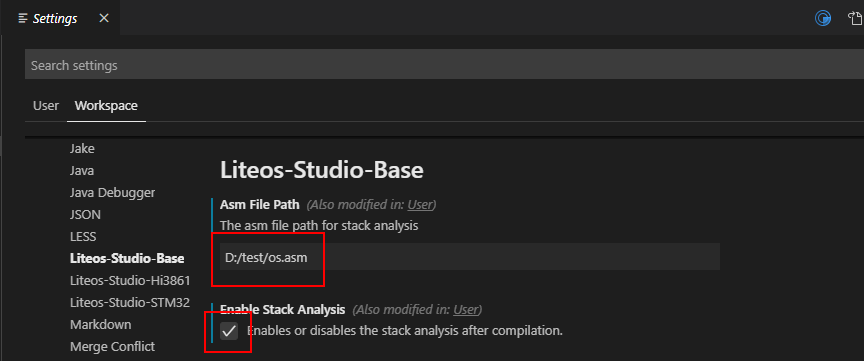 Settings
Search settings
User Workspace
Jake
Java
Java Debugger
JSON
LESS
Liteos-Studio-Base
Liteos-Studio-Hi3861
Liteos-Studio-STM32
Markdown
Merge Conflict
Liteos-Studio-Base
Asm File Path (Also modified in: User)
The asm file path for stack analysis
D:/test/os.asm
Enable Stack Analysis (Also modified in: User)
Enables or disables the stack analysis after compilation.